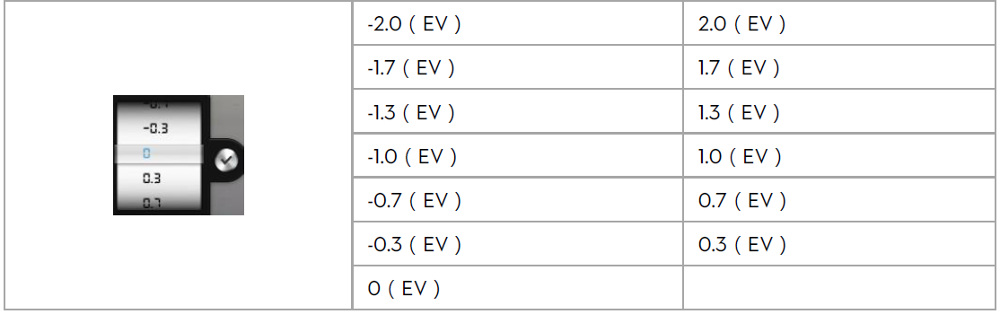 -2.0 ( EV ) 2.0 ( EV )
-1.7 ( EV ) 1.7 ( EV )
-1.3 ( EV ) 1.3 ( EV )
-1.0 ( EV ) 1.0 ( EV )
-0.7 ( EV ) 0.7 ( EV )
-0.3 ( EV ) 0.3 ( EV )
0 ( EV )
-0.3
0
0.3
0.7